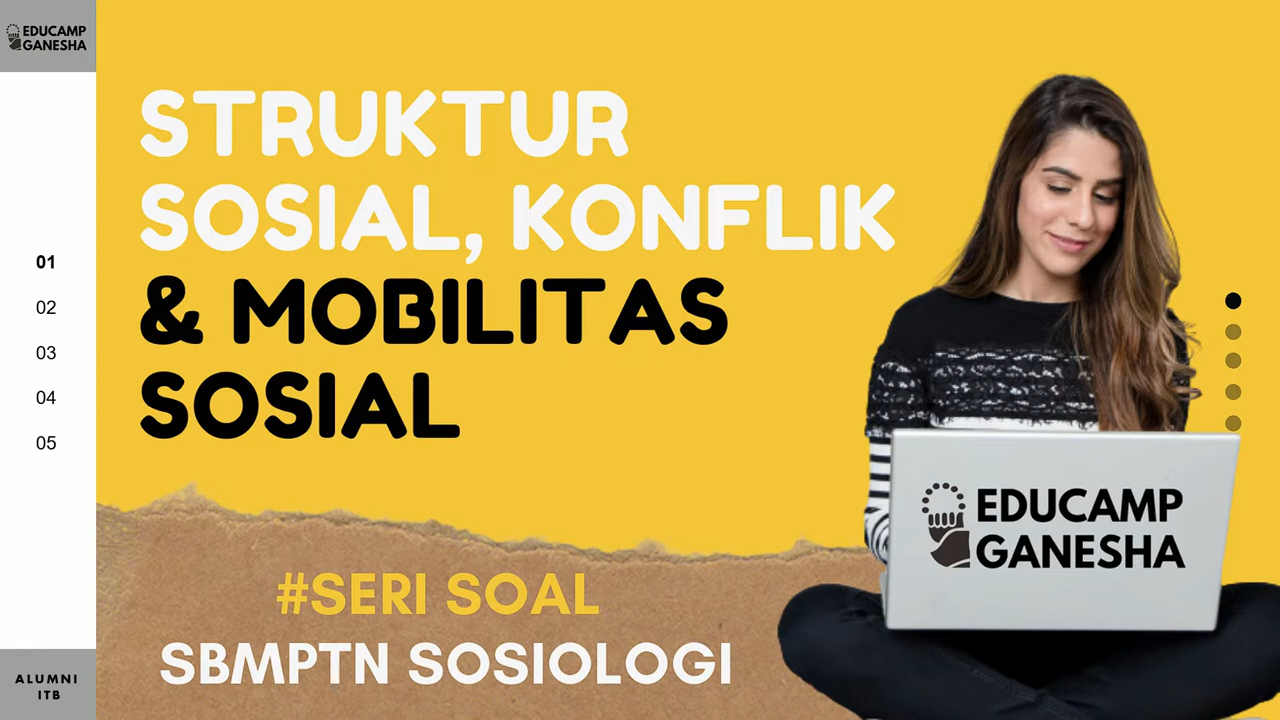 EDUCAMP
GANESHA
01
02
03
04
05
ALUMNI
ITB
STRUKTUR
SOSIAL, KONFLIK
& MOBILITAS
SOSIAL
#SERI SOAL
SBMPTN SOSIOLOGI
EDUCAMP
GANESHA